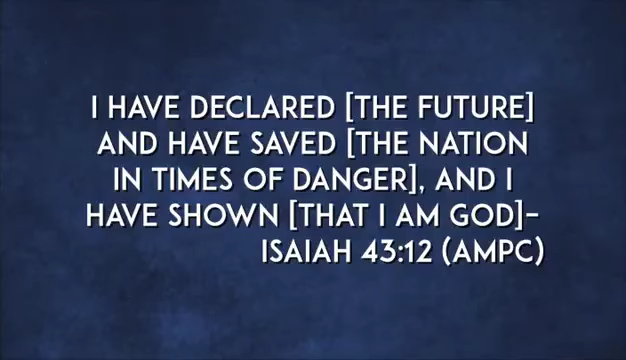 I HAVE DECLARED [THE FUTURE]
AND HAVE SAVED [THE NATION
IN TIMES OF DANGER], AND I
HAVE SHOWN [THAT I AM GOD]-
ISAIAH 43:12 (AMPC)